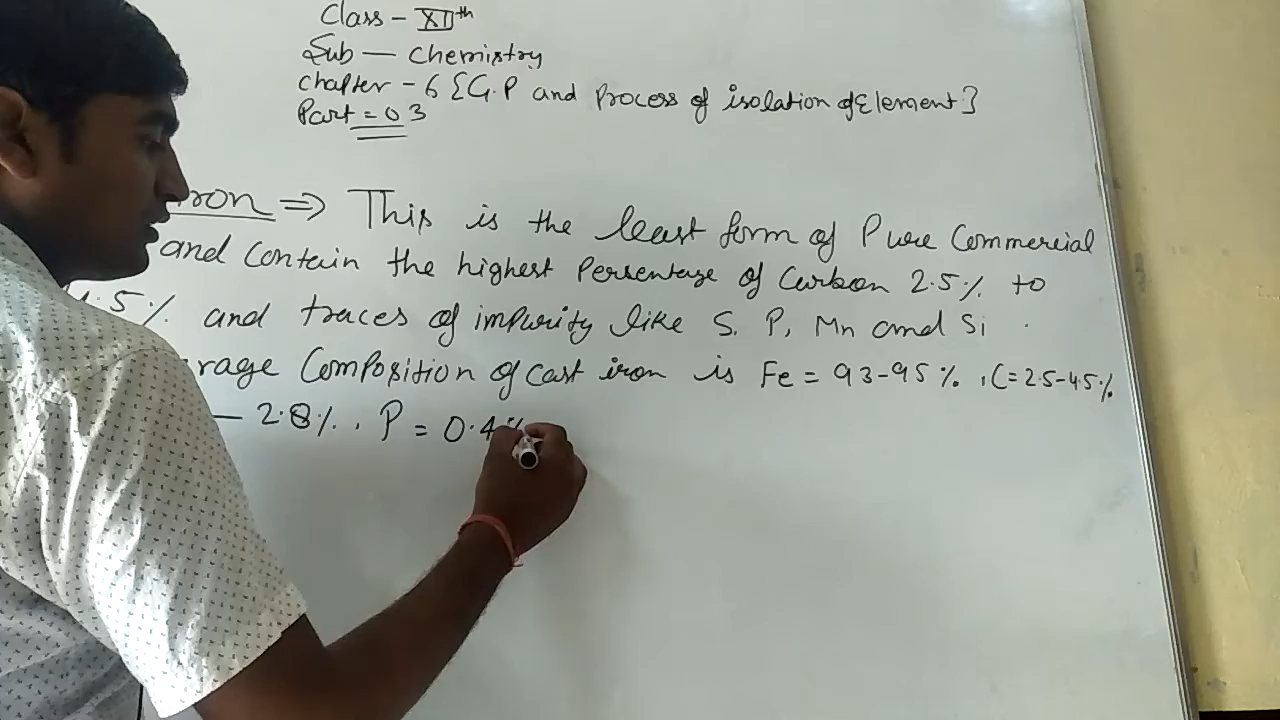 Class - XIIth
Sub - Chemistry
Chapter - 6 {G.P and Process of isolation of Element}
Part = 03
ron ⇒ This is the least form of Pure Commercial
and Contain the highest Persentage of Carbon 2.5% to
4.5% and traces of impurity like S. P, Mn and Si.
rage Composition of Cast iron is Fe = 93-95%, C = 2.5-4.5%
- 2.8%, P = 0.4%